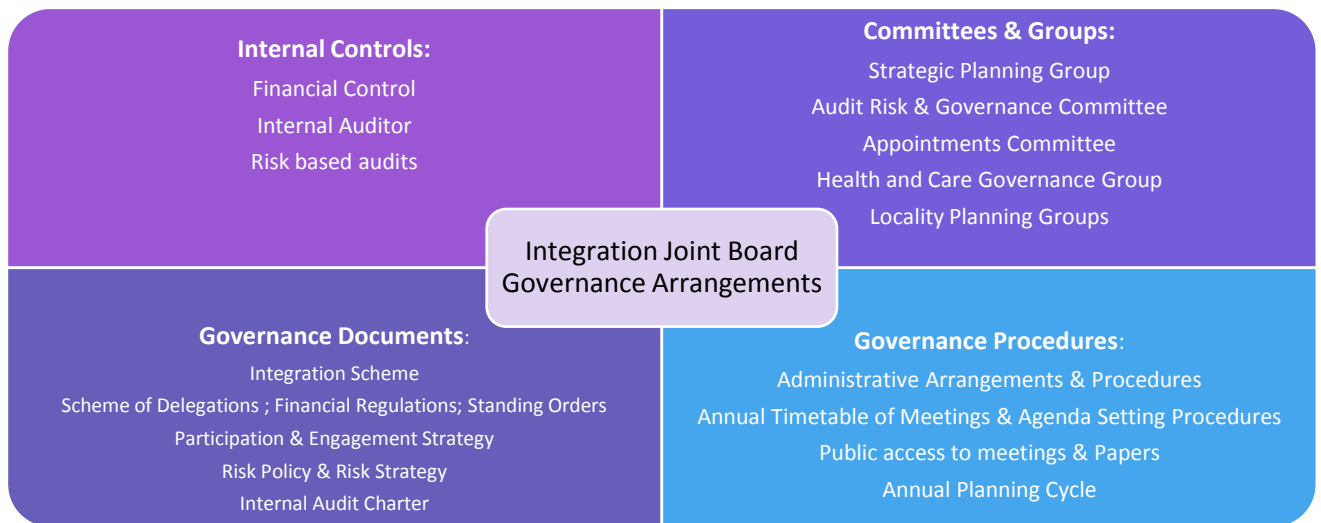 Internal Controls:
Financial Control
Internal Auditor
Risk based audits
Committees & Groups:
Strategic Planning Group
Audit Risk & Governance Committee
Appointments Committee
Health and Care Governance Group
Locality Planning Groups
Integration Joint Board
Governance Arrangements
Governance Documents:
Integration Scheme
Scheme of Delegations ; Financial Regulations; Standing Orders
Participation & Engagement Strategy
Risk Policy & Risk Strategy
Internal Audit Charter
Governance Procedures:
Administrative Arrangements & Procedures
Annual Timetable of Meetings & Agenda Setting Procedures
Public access to meetings & Papers
Annual Planning Cycle